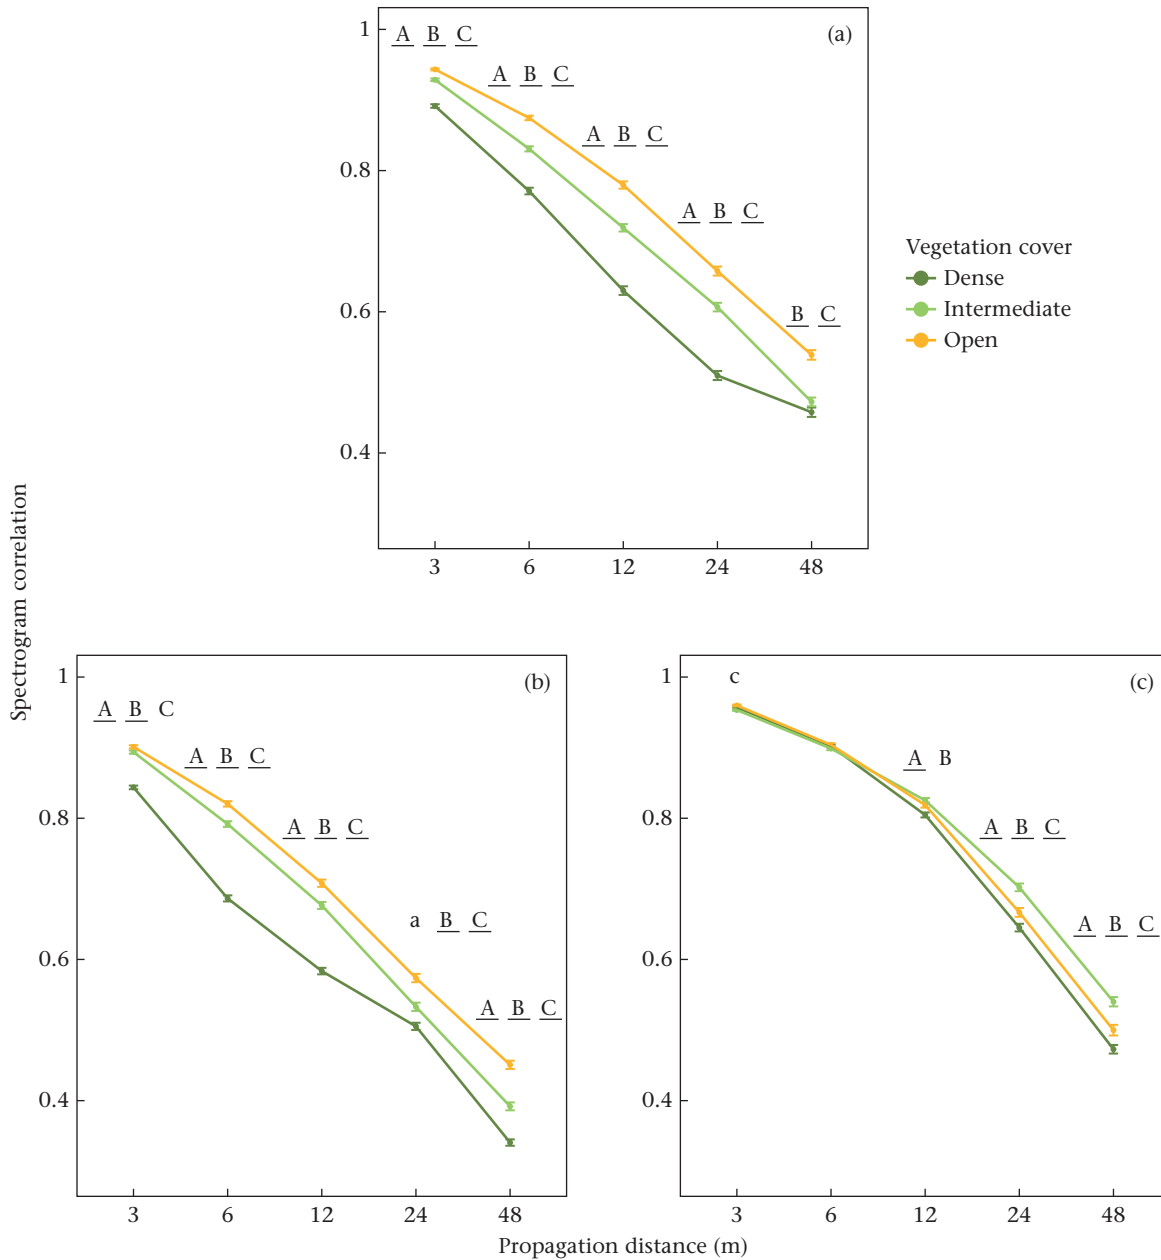 (a)
1
0.8
0.6
0.4
A B C
A B C
A B C
A B C
B C
3 6 12 24 48
Vegetation cover
Dense
Intermediate
Open
Spectrogram correlation
(b)
1
0.8
0.6
0.4
A B C
A B C
A B C
a B C
A B C
3 6 12 24 48
(c)
1
0.8
0.6
0.4
c
A B
A B C
A B C
3 6 12 24 48
Propagation distance (m)